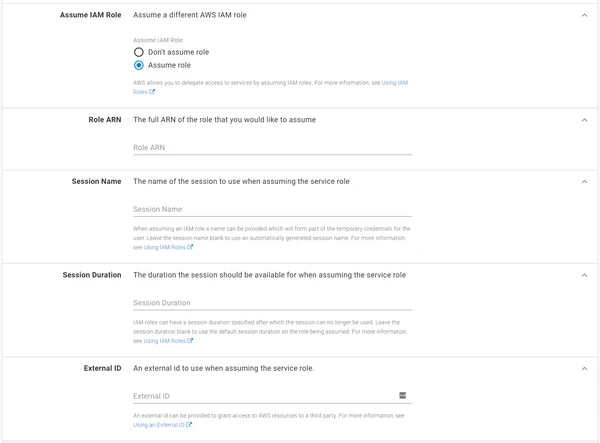 Assume IAM Role Assume a different AWS IAM role
Assume IAM Role
Don't assume role
Assume role
AWS allows you to delegate access to services by assuming IAM roles. For more information, see Using IAM
Roles
Role ARN The full ARN of the role that you would like to assume
Role ARN
Session Name The name of the session to use when assuming the service role
Session Name
When assuming an IAM role a name can be provided which will form part of the temporary credentials for the
user. Leave the session name blank to use an automatically generated session name. For more information,
see Using IAM Roles
Session Duration The duration the session should be available for when assuming the service role
Session Duration
IAM roles can have a session duration specified after which the session can no longer be used. Leave the
session duration blank to use the default session duration on the role being assumed. For more information,
see Using IAM Roles
External ID An external id to use when assuming the service role.
External ID
An external id can be provided to grant access to AWS resources to a third party. For more information, see
Using an External ID.